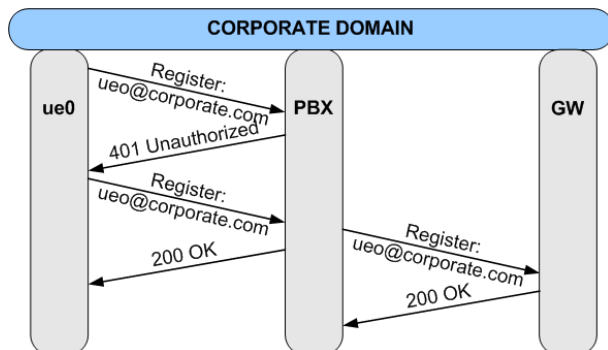 CORPORATE DOMAIN
ue0
PBX
GW
Register:
ueo@corporate.com
401 Unauthorized
Register:
ueo@corporate.com
200 OK
Register:
ueo@corporate.com
200 OK